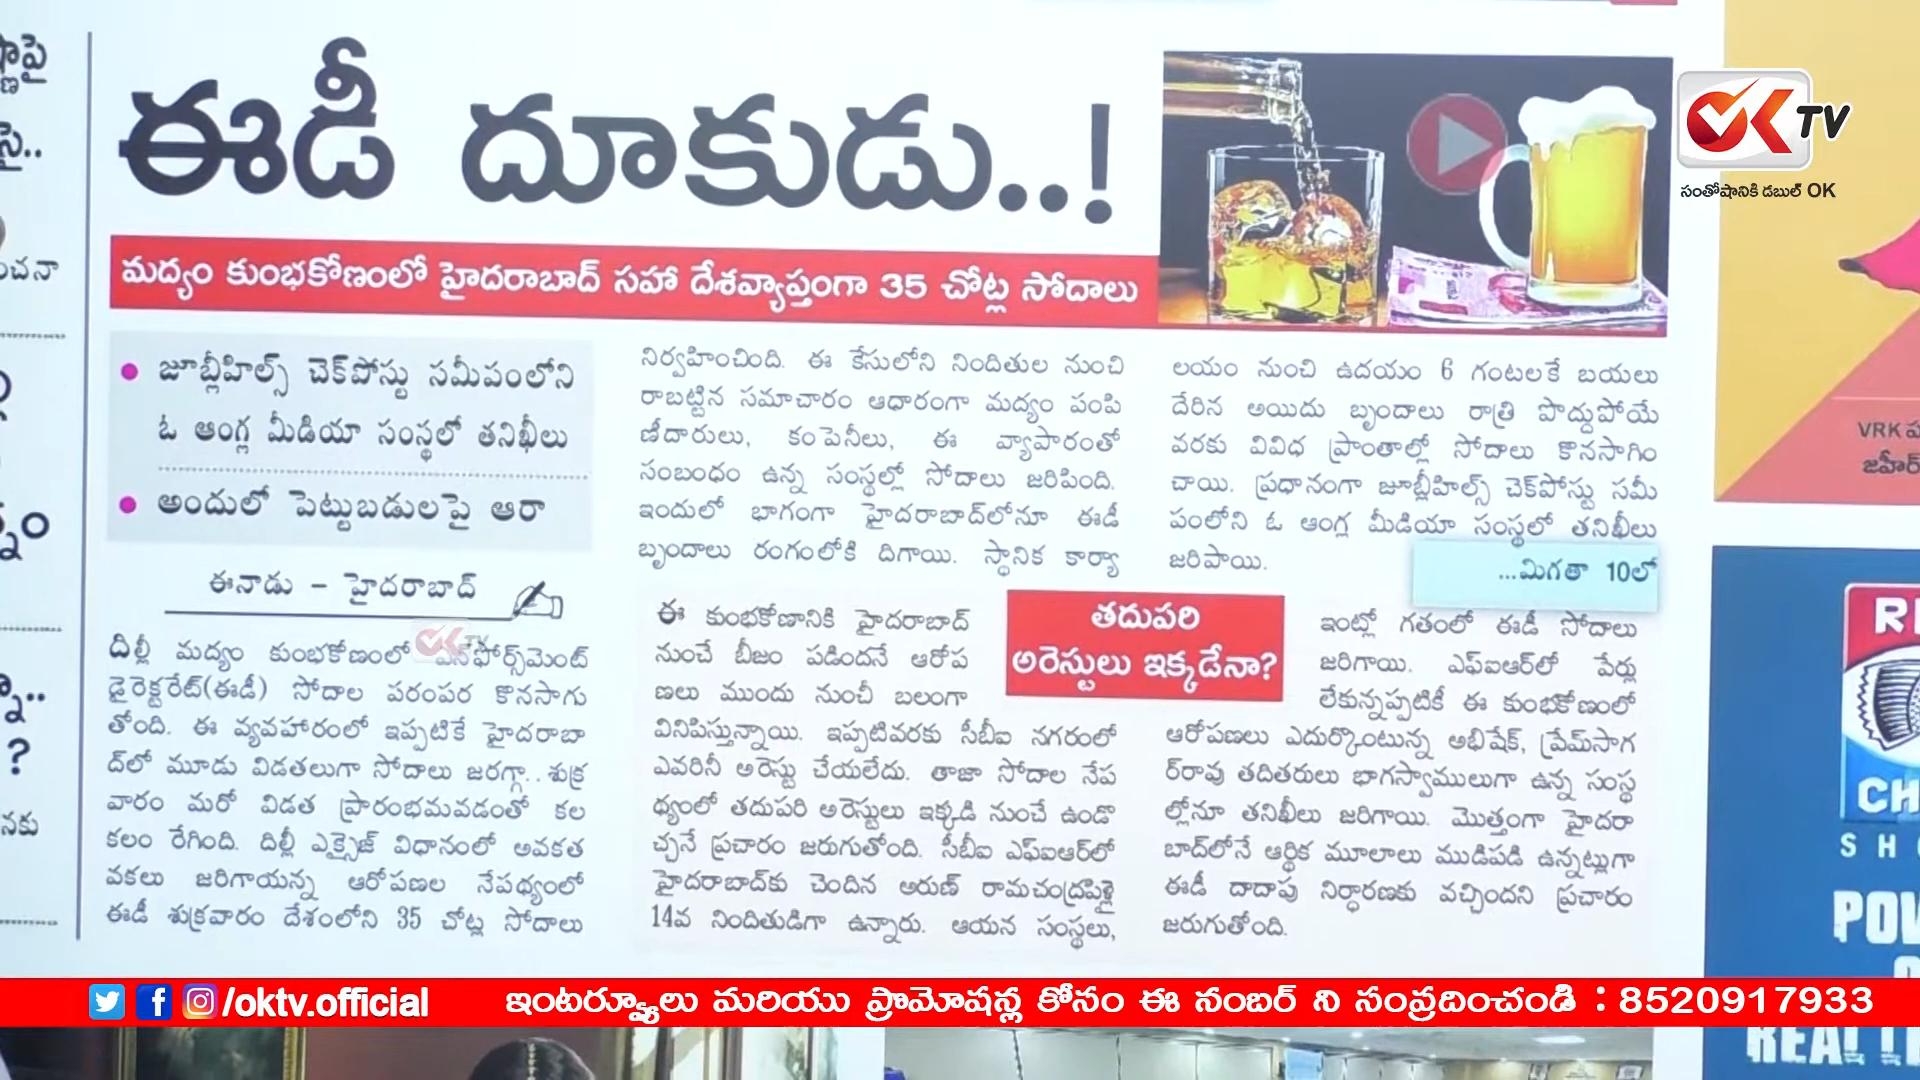 ఈడీ దూకుడు..!
మద్యం కుంభకోణంలో హైదరాబాద్ సహా దేశవ్యాప్తంగా 35 చోట్ల సోదాలు
OK TV
సంతోషానికి డబుల్ OK
జూబ్లీహిల్స్ చెక్‌పోస్టు సమీపంలోని
ఓ ఆంగ్ల మీడియా సంస్థలో తనిఖీలు
అందులో పెట్టుబడులపై ఆరా
ఈనాడు – హైదరాబాద్
దిల్లీ మద్యం కుంభకోణంలో ఎన్‌ఫోర్స్‌మెంట్
డైరెక్టరేట్(ఈడీ) సోదాల పరంపర కొనసాగు
తోంది. ఈ వ్యవహారంలో ఇప్పటికే హైదరాబా
ద్‌లో మూడు విడతలుగా సోదాలు జరగ్గా.. శుక్ర
వారం మరో విడత ప్రారంభమవడంతో కల
కలం రేగింది. దిల్లీ ఎక్సైజ్ విధానంలో అవకత
వకలు జరిగాయన్న ఆరోపణల నేపథ్యంలో
ఈడీ శుక్రవారం దేశంలోని 35 చోట్ల సోదాలు
నిర్వహించింది. ఈ కేసులోని నిందితుల నుంచి
రాబట్టిన సమాచారం ఆధారంగా మద్యం పంపి
ణీదారులు, కంపెనీలు, ఈ వ్యాపారంతో
సంబంధం ఉన్న సంస్థల్లో సోదాలు జరిపింది.
ఇందులో భాగంగా హైదరాబాద్‌లోనూ ఈడీ
బృందాలు రంగంలోకి దిగాయి. స్థానిక కార్యా
లయం నుంచి ఉదయం 6 గంటలకే బయలు
దేరిన అయిదు బృందాలు రాత్రి పొద్దుపోయే
వరకు వివిధ ప్రాంతాల్లో సోదాలు కొనసాగిం
చాయి. ప్రధానంగా జూబ్లీహిల్స్ చెక్‌పోస్టు సమీ
పంలోని ఓ ఆంగ్ల మీడియా సంస్థలో తనిఖీలు
జరిపాయి.
...మిగతా 10లో
తదుపరి
అరెస్టులు ఇక్కడేనా?
ఈ కుంభకోణానికి హైదరాబాద్
నుంచే బీజం పడిందనే ఆరోప
ణలు ముందు నుంచీ బలంగా
వినిపిస్తున్నాయి. ఇప్పటివరకు సీబీఐ నగరంలో
ఎవరినీ అరెస్టు చేయలేదు. తాజా సోదాల నేప
థ్యంలో తదుపరి అరెస్టులు ఇక్కడి నుంచే ఉండొ
చ్చనే ప్రచారం జరుగుతోంది. సీబీఐ ఎఫ్ఐఆర్‌లో
హైదరాబాద్‌కు చెందిన అరుణ్ రామచంద్రపిళ్లై
14వ నిందితుడిగా ఉన్నారు. ఆయన సంస్థలు,
ఇంట్లో గతంలో ఈడీ సోదాలు
జరిగాయి. ఎఫ్ఐఆర్‌లో పేర్లు
లేకున్నప్పటికీ ఈ కుంభకోణంలో
ఆరోపణలు ఎదుర్కొంటున్న అభిషేక్, ప్రేమ్‌సాగ
ర్‌రావు తదితరులు భాగస్వాములుగా ఉన్న సంస్థ
ల్లోనూ తనిఖీలు జరిగాయి. మొత్తంగా హైదరా
బాద్‌లోనే ఆర్థిక మూలాలు ముడిపడి ఉన్నట్లుగా
ఈడీ దాదాపు నిర్ధారణకు వచ్చిందని ప్రచారం
జరుగుతోంది.
VRK
S H
/oktv.official
ఇంటర్వ్యూలు మరియు ప్రొమోషన్ల కోసం ఈ నంబర్ ని సంప్రదించండి : 8520917933